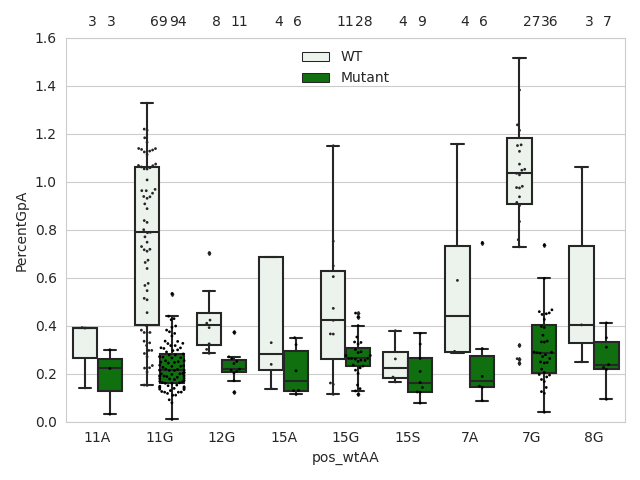 3 3 69 94 8 11 4 6 11 28 4 9 4 6 27 36 3 7
WT
Mutant
1.6
1.4
1.2
1.0
0.8
0.6
0.4
0.2
0.0
PercentGpA
11A 11G 12G 15A 15G 15S 7A 7G 8G
pos_wtAA